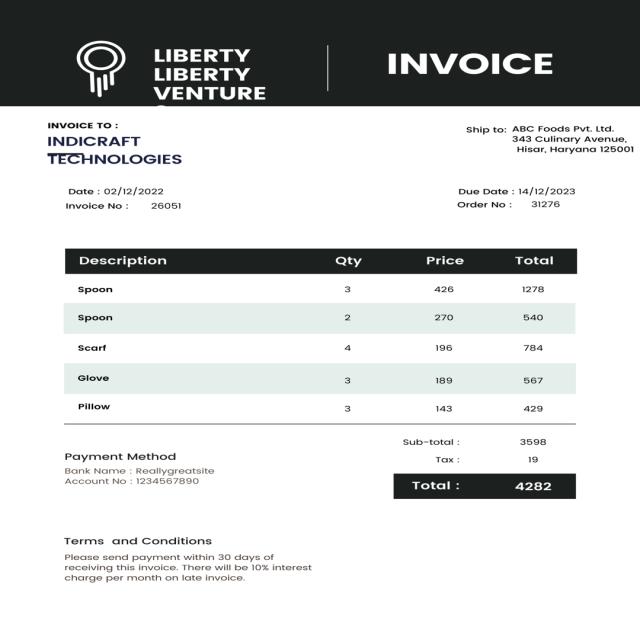 LIBERTY
LIBERTY
VENTURE
INVOICE
INVOICE TO :
INDICRAFT
TECHNOLOGIES
Ship to: ABC Foods Pvt. Ltd.
343 Culinary Avenue,
Hisar, Haryana 125001
Date : 02/12/2022
Invoice No : 26051
Due Date : 14/12/2023
Order No : 31276
Description Qty Price Total
Spoon 3 426 1278
Spoon 2 270 540
Scarf 4 196 784
Glove 3 189 567
Pillow 3 143 429
Sub-total : 3598
Tax : 19
Total : 4282
Payment Method
Bank Name : Reallygreatsite
Account No : 1234567890
Terms and Conditions
Please send payment within 30 days of
receiving this invoice. There will be 10% interest
charge per month on late invoice.